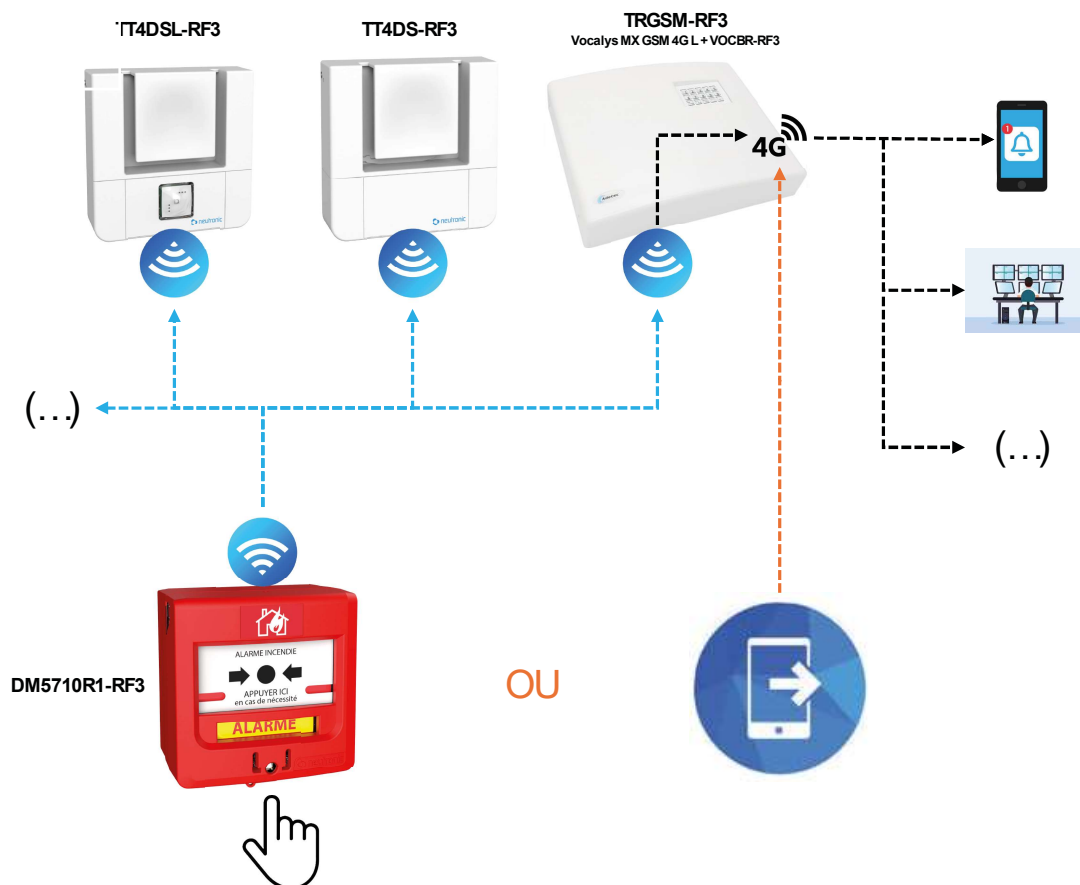 TT4DSL-RF3
TT4DS-RF3
TRGSM-RF3
Vocalys MX GSM 4G L + VOCBR-RF3
neutronic
neutronic
4G
1
(...)
(...)
DM5710R1-RF3
ALARME INCENDIE
APPUYER ICI
en cas de nécessité
ALARME
OU